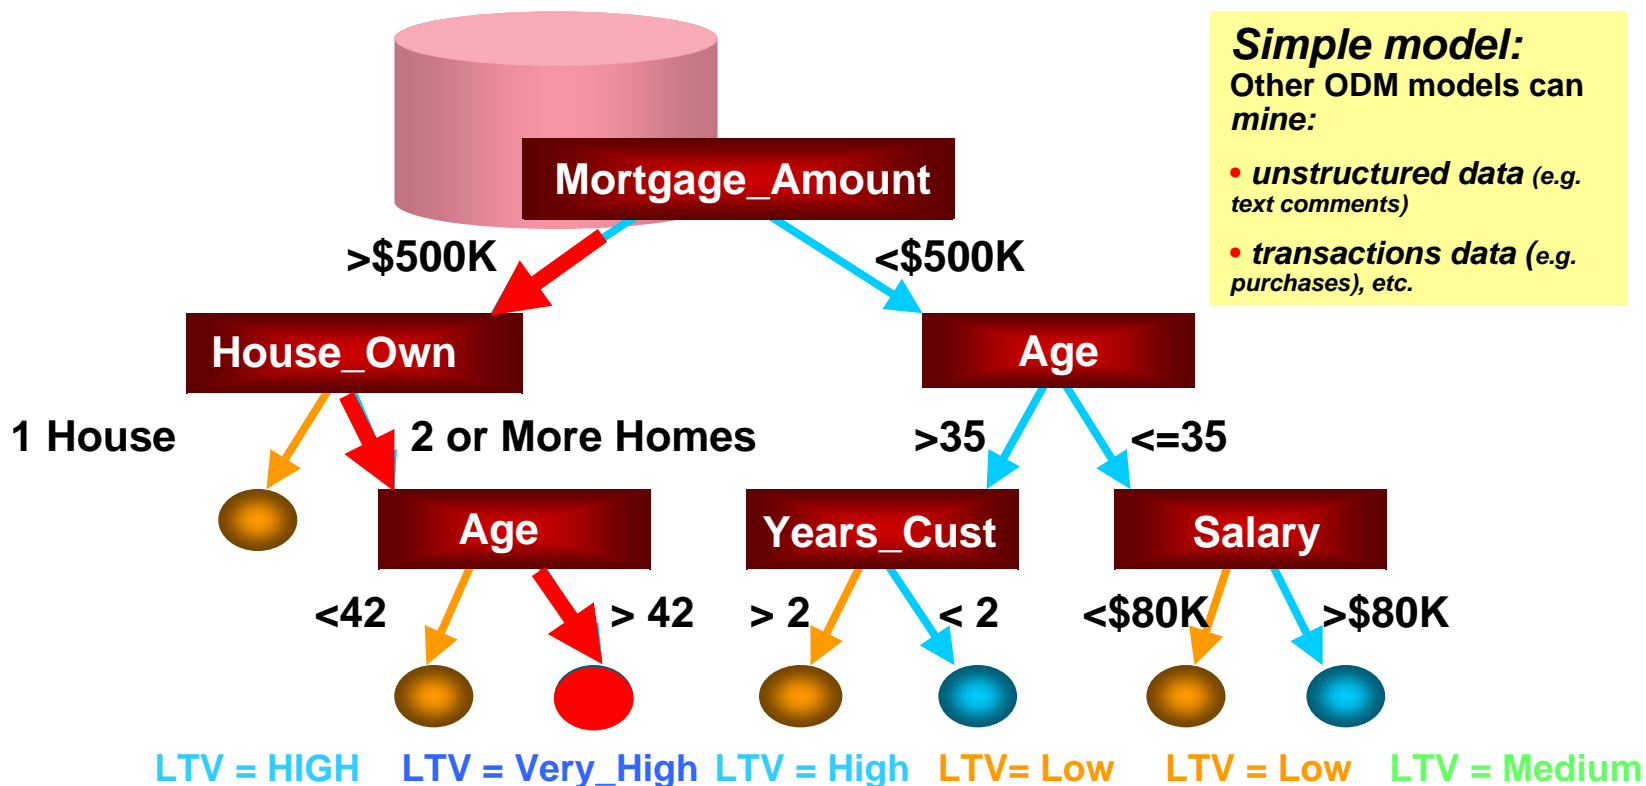 Simple model:
Other ODM models can
mine:
• unstructured data (e.g.
text comments)
• transactions data (e.g.
purchases), etc.
Mortgage_Amount
>$500K
<$500K
House_Own
Age
1 House
2 or More Homes
>35
<=35
Age
Years_Cust
Salary
<42
> 42
> 2
< 2
<$80K
>$80K
LTV = HIGH
LTV = Very_High
LTV = High
LTV= Low
LTV = Low
LTV = Medium